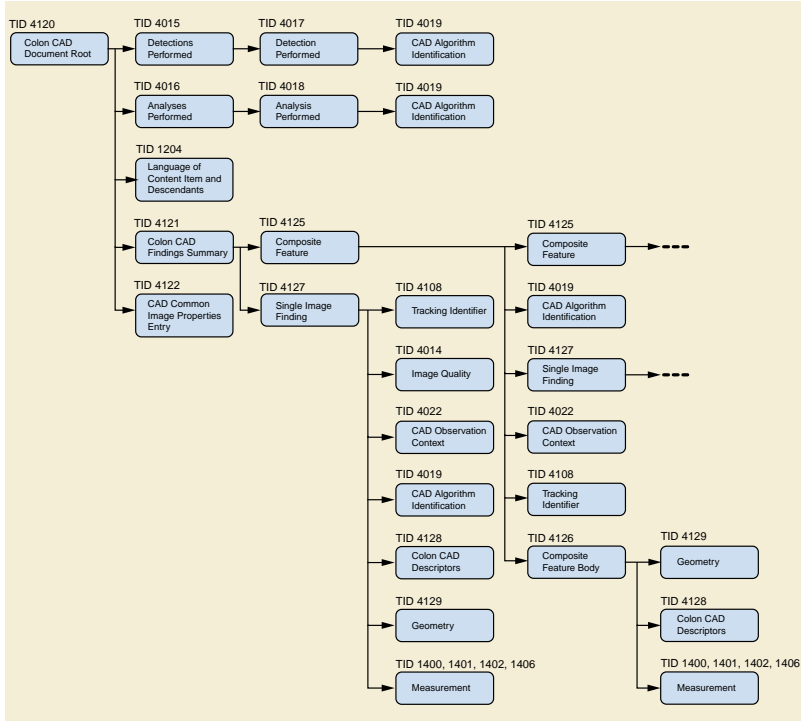 TID 4120
Colon CAD
Document Root
TID 4015
Detections
Performed
TID 4017
Detection
Performed
TID 4019
CAD Algorithm
Identification
TID 4016
Analyses
Performed
TID 4018
Analysis
Performed
TID 4019
CAD Algorithm
Identification
TID 1204
Language of
Content Item and
Descendants
TID 4121
Colon CAD
Findings Summary
TID 4125
Composite
Feature
TID 4125
Composite
Feature
TID 4122
CAD Common
Image Properties
Entry
TID 4127
Single Image
Finding
TID 4108
Tracking Identifier
TID 4019
CAD Algorithm
Identification
TID 4014
Image Quality
TID 4127
Single Image
Finding
TID 4022
CAD Observation
Context
TID 4022
CAD Observation
Context
TID 4019
CAD Algorithm
Identification
TID 4108
Tracking
Identifier
TID 4128
Colon CAD
Descriptors
TID 4126
Composite
Feature Body
TID 4129
Geometry
TID 4129
Geometry
TID 4128
Colon CAD
Descriptors
TID 1400, 1401, 1402, 1406
Measurement
TID 1400, 1401, 1402, 1406
Measurement